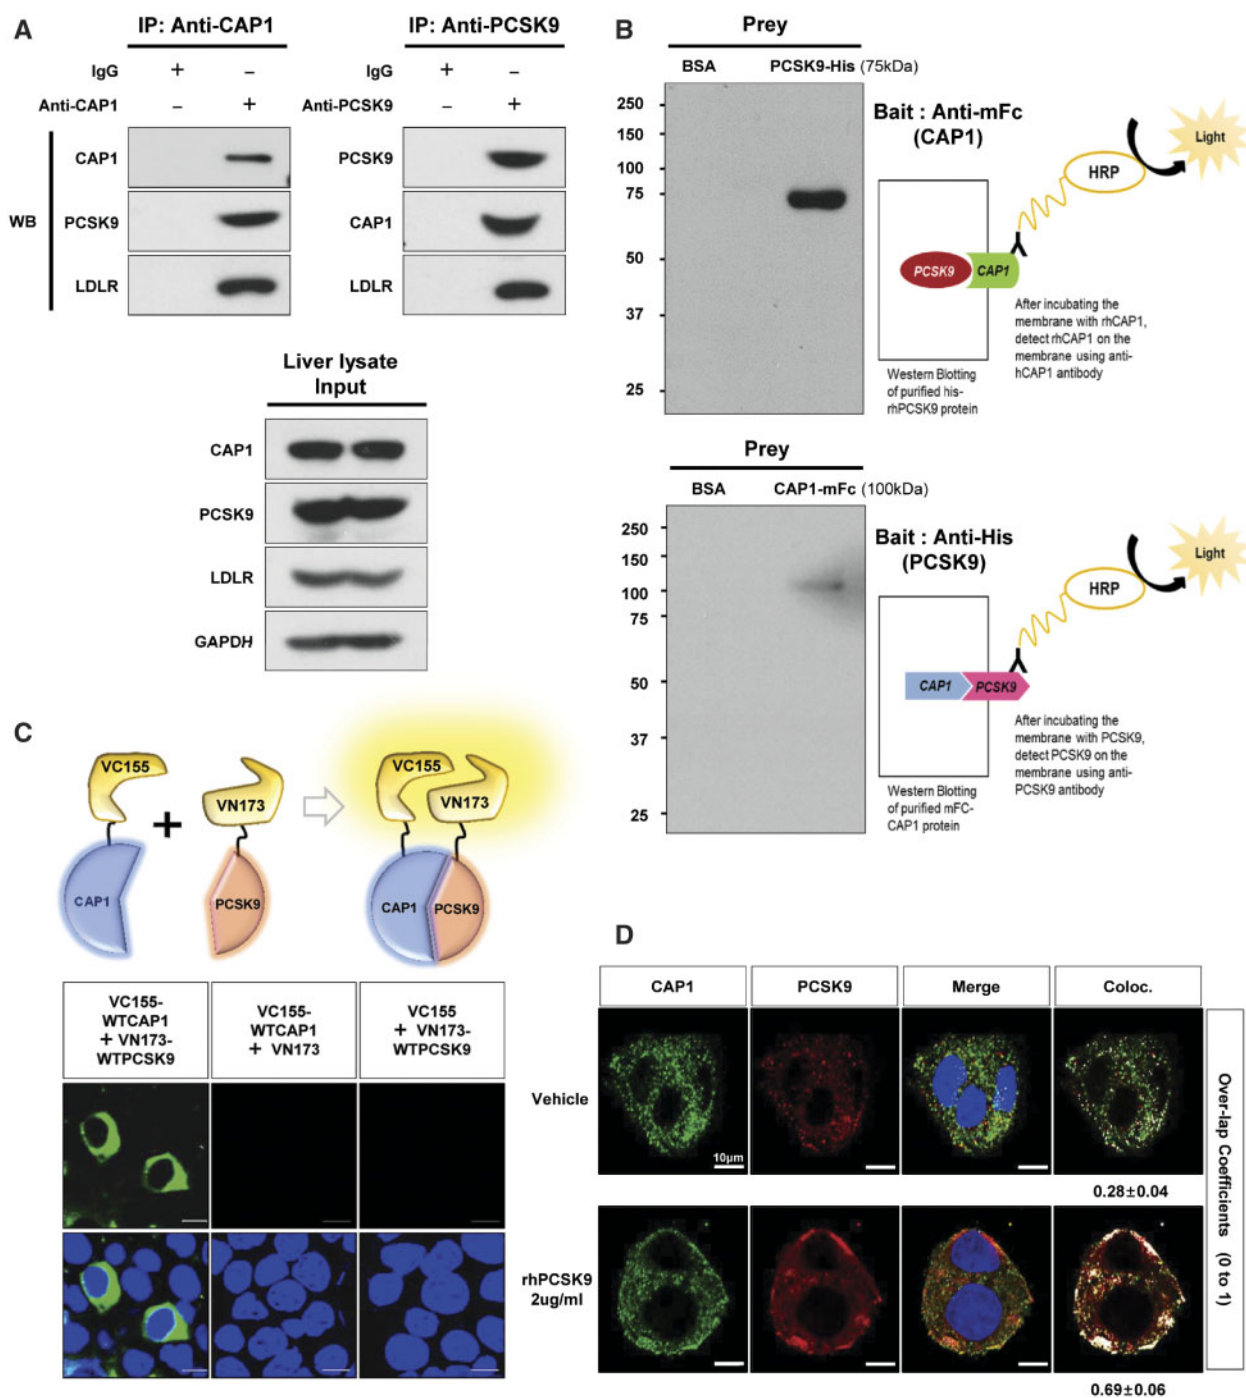 A
IP: Anti-CAP1
IP: Anti-PCSK9
IgG + −
IgG + −
Anti-CAP1 − +
Anti-PCSK9 − +
WB
CAP1
PCSK9
LDLR
PCSK9
CAP1
LDLR
Liver lysate
Input
CAP1
PCSK9
LDLR
GAPDH
B
Prey
BSA PCSK9-His (75kDa)
250
150
100
75
50
37
25
Bait : Anti-mFc
(CAP1)
Light
HRP
PCSK9 CAP1
Western Blotting
of purified his-
rhPCSK9 protein
After incubating the
membrane with rhCAP1,
detect rhCAP1 on the
membrane using anti-
hCAP1 antibody
Prey
BSA CAP1-mFc (100kDa)
250
150
100
75
50
37
25
Bait : Anti-His
(PCSK9)
Light
HRP
CAP1 PCSK9
Western Blotting
of purified mFC-
CAP1 protein
After incubating the
membrane with PCSK9,
detect PCSK9 on the
membrane using anti-
PCSK9 antibody
C
VC155
+
VN173
CAP1
PCSK9
VC155
VN173
CAP1 PCSK9
VC155-
WTCAP1
+ VN173-
WTPCSK9
VC155-
WTCAP1
+ VN173
VC155
+ VN173-
WTPCSK9
D
CAP1 PCSK9 Merge Coloc.
Vehicle
10μm
0.28±0.04
rhPCSK9
2ug/ml
0.69±0.06
Over-lap Coefficients (0 to 1)